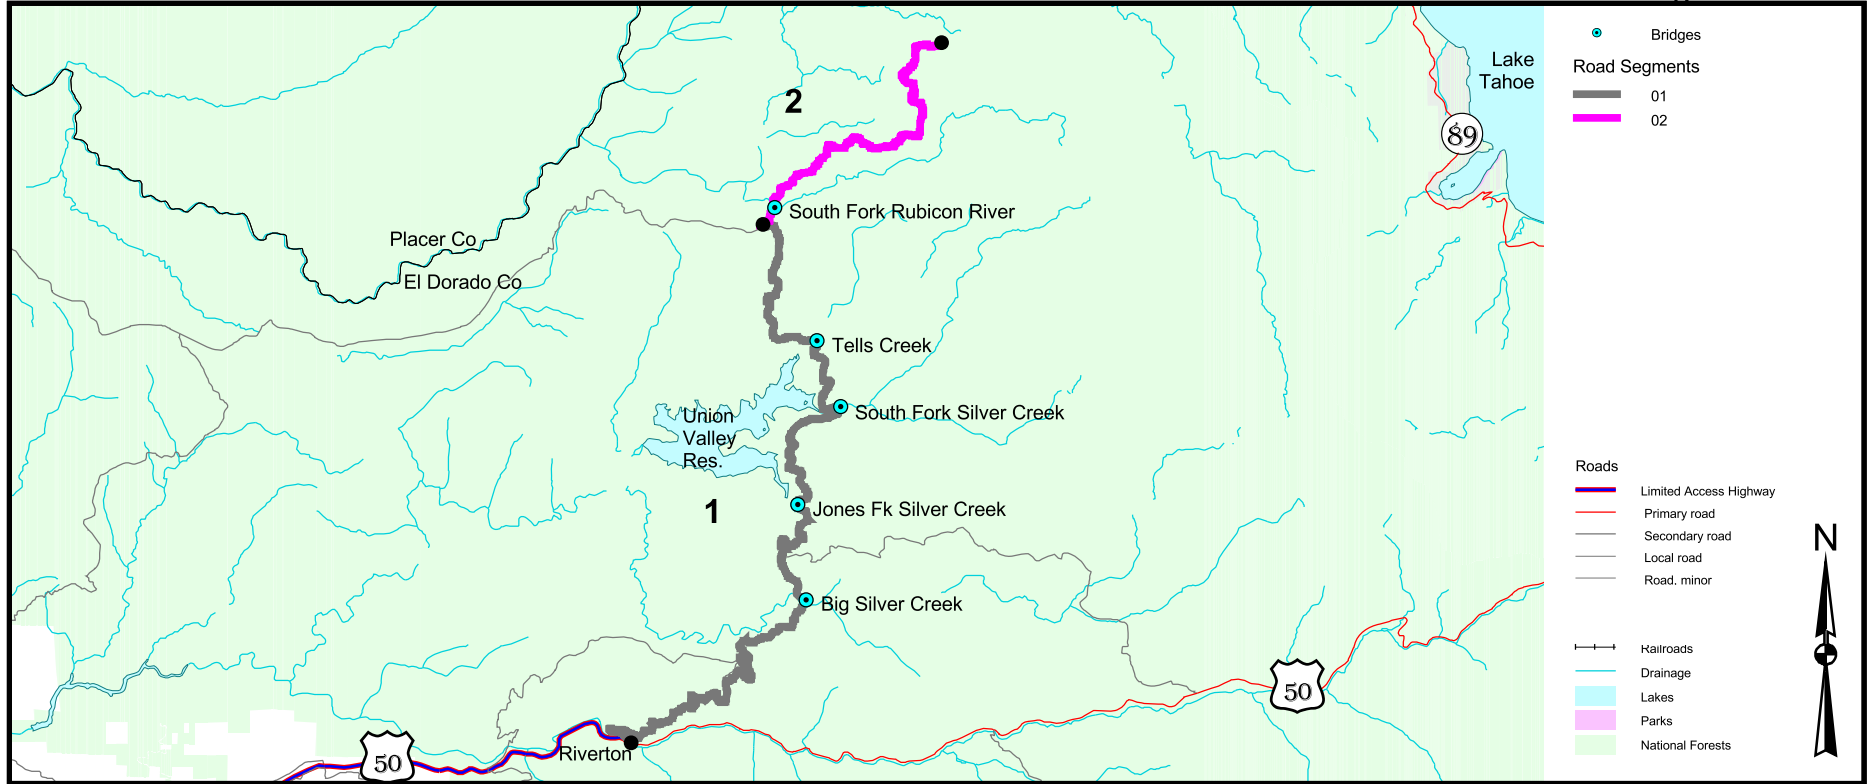 Lake
Tahoe
89
2
South Fork Rubicon River
Placer Co
El Dorado Co
Tells Creek
Union
Valley
Res.
South Fork Silver Creek
1
Jones Fk Silver Creek
Big Silver Creek
50
Riverton
50
Bridges
Road Segments
01
02
Roads
Limited Access Highway
Primary road
Secondary road
Local road
Road, minor
N
Railroads
Drainage
Lakes
Parks
National Forests